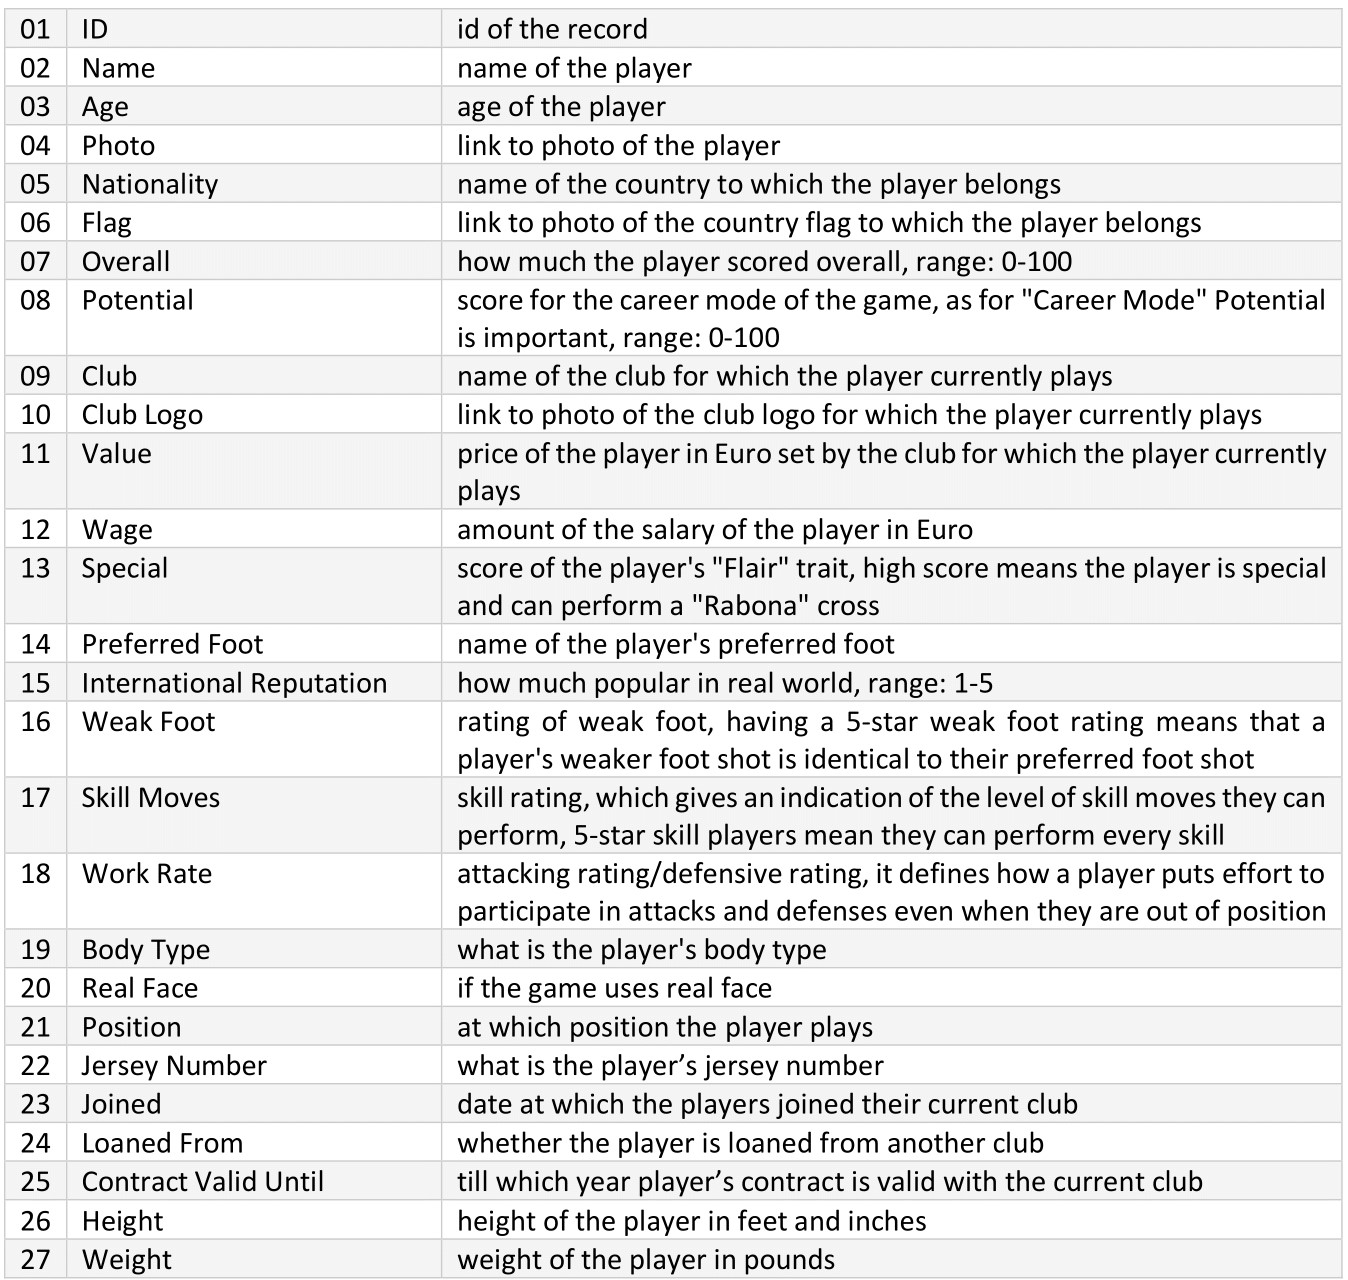 01 ID id of the record
02 Name name of the player
03 Age age of the player
04 Photo link to photo of the player
05 Nationality name of the country to which the player belongs
06 Flag link to photo of the country flag to which the player belongs
07 Overall how much the player scored overall, range: 0-100
08 Potential score for the career mode of the game, as for "Career Mode" Potential
is important, range: 0-100
09 Club name of the club for which the player currently plays
10 Club Logo link to photo of the club logo for which the player currently plays
11 Value price of the player in Euro set by the club for which the player currently
plays
12 Wage amount of the salary of the player in Euro
13 Special score of the player's "Flair" trait, high score means the player is special
and can perform a "Rabona" cross
14 Preferred Foot name of the player's preferred foot
15 International Reputation how much popular in real world, range: 1-5
16 Weak Foot rating of weak foot, having a 5-star weak foot rating means that a
player's weaker foot shot is identical to their preferred foot shot
17 Skill Moves skill rating, which gives an indication of the level of skill moves they can
perform, 5-star skill players mean they can perform every skill
18 Work Rate attacking rating/defensive rating, it defines how a player puts effort to
participate in attacks and defenses even when they are out of position
19 Body Type what is the player's body type
20 Real Face if the game uses real face
21 Position at which position the player plays
22 Jersey Number what is the player’s jersey number
23 Joined date at which the players joined their current club
24 Loaned From whether the player is loaned from another club
25 Contract Valid Until till which year player’s contract is valid with the current club
26 Height height of the player in feet and inches
27 Weight weight of the player in pounds